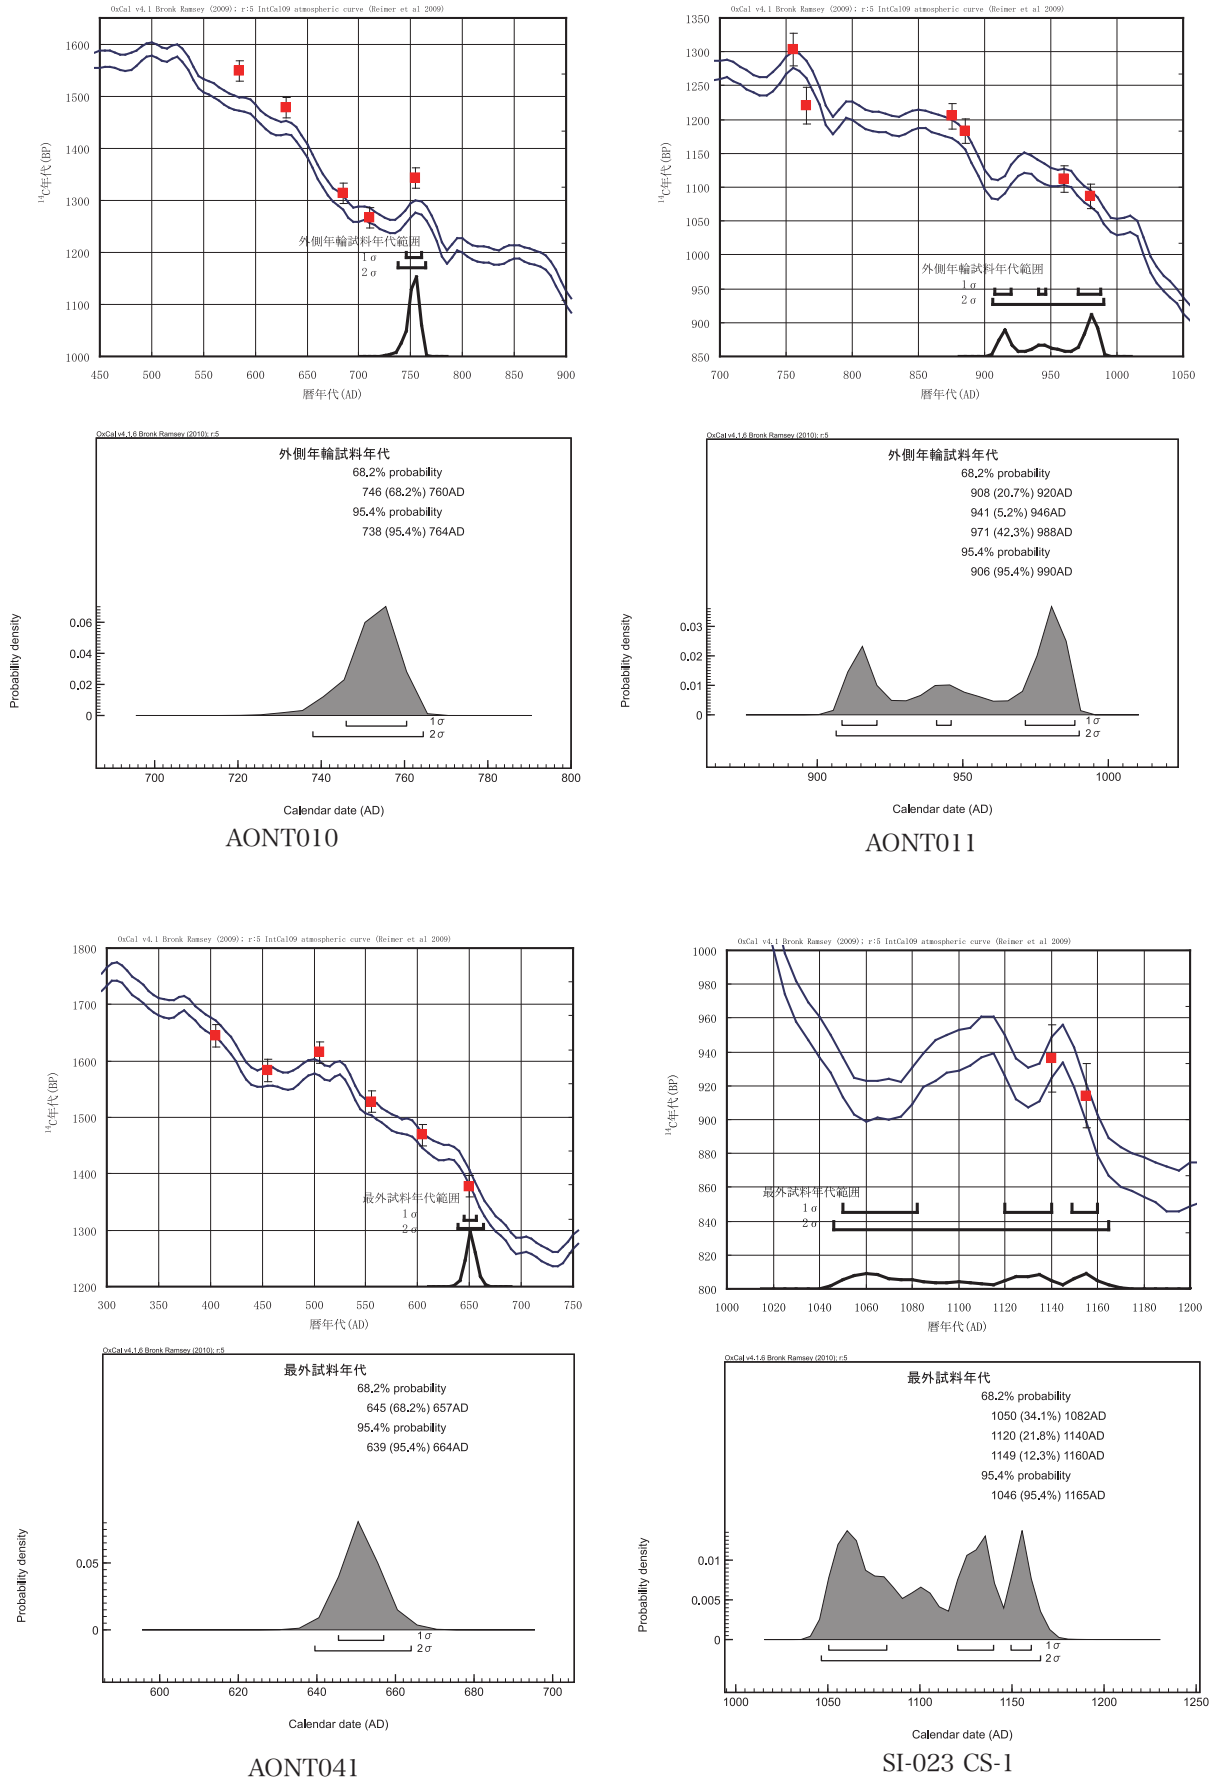 OxCal v4.1 Bronk Ramsey (2009); r:5 IntCal09 atmospheric curve (Reimer et al 2009)
1600
1500
1400
1300
1200
1100
1000
¹⁴C年代(BP)
外側年輪試料年代範囲
1σ
2σ
450 500 550 600 650 700 750 800 850 900
暦年代(AD)
OxCal v4.1.6 Bronk Ramsey (2010); r:5
外側年輪試料年代
68.2% probability
746 (68.2%) 760AD
95.4% probability
738 (95.4%) 764AD
Probability density
0.06
0.04
0.02
0
1σ
2σ
700 720 740 760 780 800
Calendar date (AD)
AONT010
OxCal v4.1 Bronk Ramsey (2009); r:5 IntCal09 atmospheric curve (Reimer et al 2009)
1350
1300
1250
1200
1150
1100
1050
1000
950
900
850
¹⁴C年代(BP)
外側年輪試料年代範囲
1σ
2σ
700 750 800 850 900 950 1000 1050
暦年代(AD)
OxCal v4.1.6 Bronk Ramsey (2010); r:5
外側年輪試料年代
68.2% probability
908 (20.7%) 920AD
941 (5.2%) 946AD
971 (42.3%) 988AD
95.4% probability
906 (95.4%) 990AD
Probability density
0.03
0.02
0.01
0
1σ
2σ
900 950 1000
Calendar date (AD)
AONT011
OxCal v4.1 Bronk Ramsey (2009); r:5 IntCal09 atmospheric curve (Reimer et al 2009)
1800
1700
1600
1500
1400
1300
1200
¹⁴C年代(BP)
最外試料年代範囲
1σ
2σ
300 350 400 450 500 550 600 650 700 750
暦年代(AD)
OxCal v4.1.6 Bronk Ramsey (2010); r:5
最外試料年代
68.2% probability
645 (68.2%) 657AD
95.4% probability
639 (95.4%) 664AD
Probability density
0.05
0
1σ
2σ
600 620 640 660 680 700
Calendar date (AD)
AONT041
OxCal v4.1 Bronk Ramsey (2009); r:5 IntCal09 atmospheric curve (Reimer et al 2009)
1000
980
960
940
920
900
880
860
840
820
800
¹⁴C年代(BP)
最外試料年代範囲
1σ
2σ
1000 1020 1040 1060 1080 1100 1120 1140 1160 1180 1200
暦年代(AD)
OxCal v4.1.6 Bronk Ramsey (2010); r:5
最外試料年代
68.2% probability
1050 (34.1%) 1082AD
1120 (21.8%) 1140AD
1149 (12.3%) 1160AD
95.4% probability
1046 (95.4%) 1165AD
Probability density
0.01
0.005
0
1σ
2σ
1000 1050 1100 1150 1200 1250
Calendar date (AD)
SI-023 CS-1